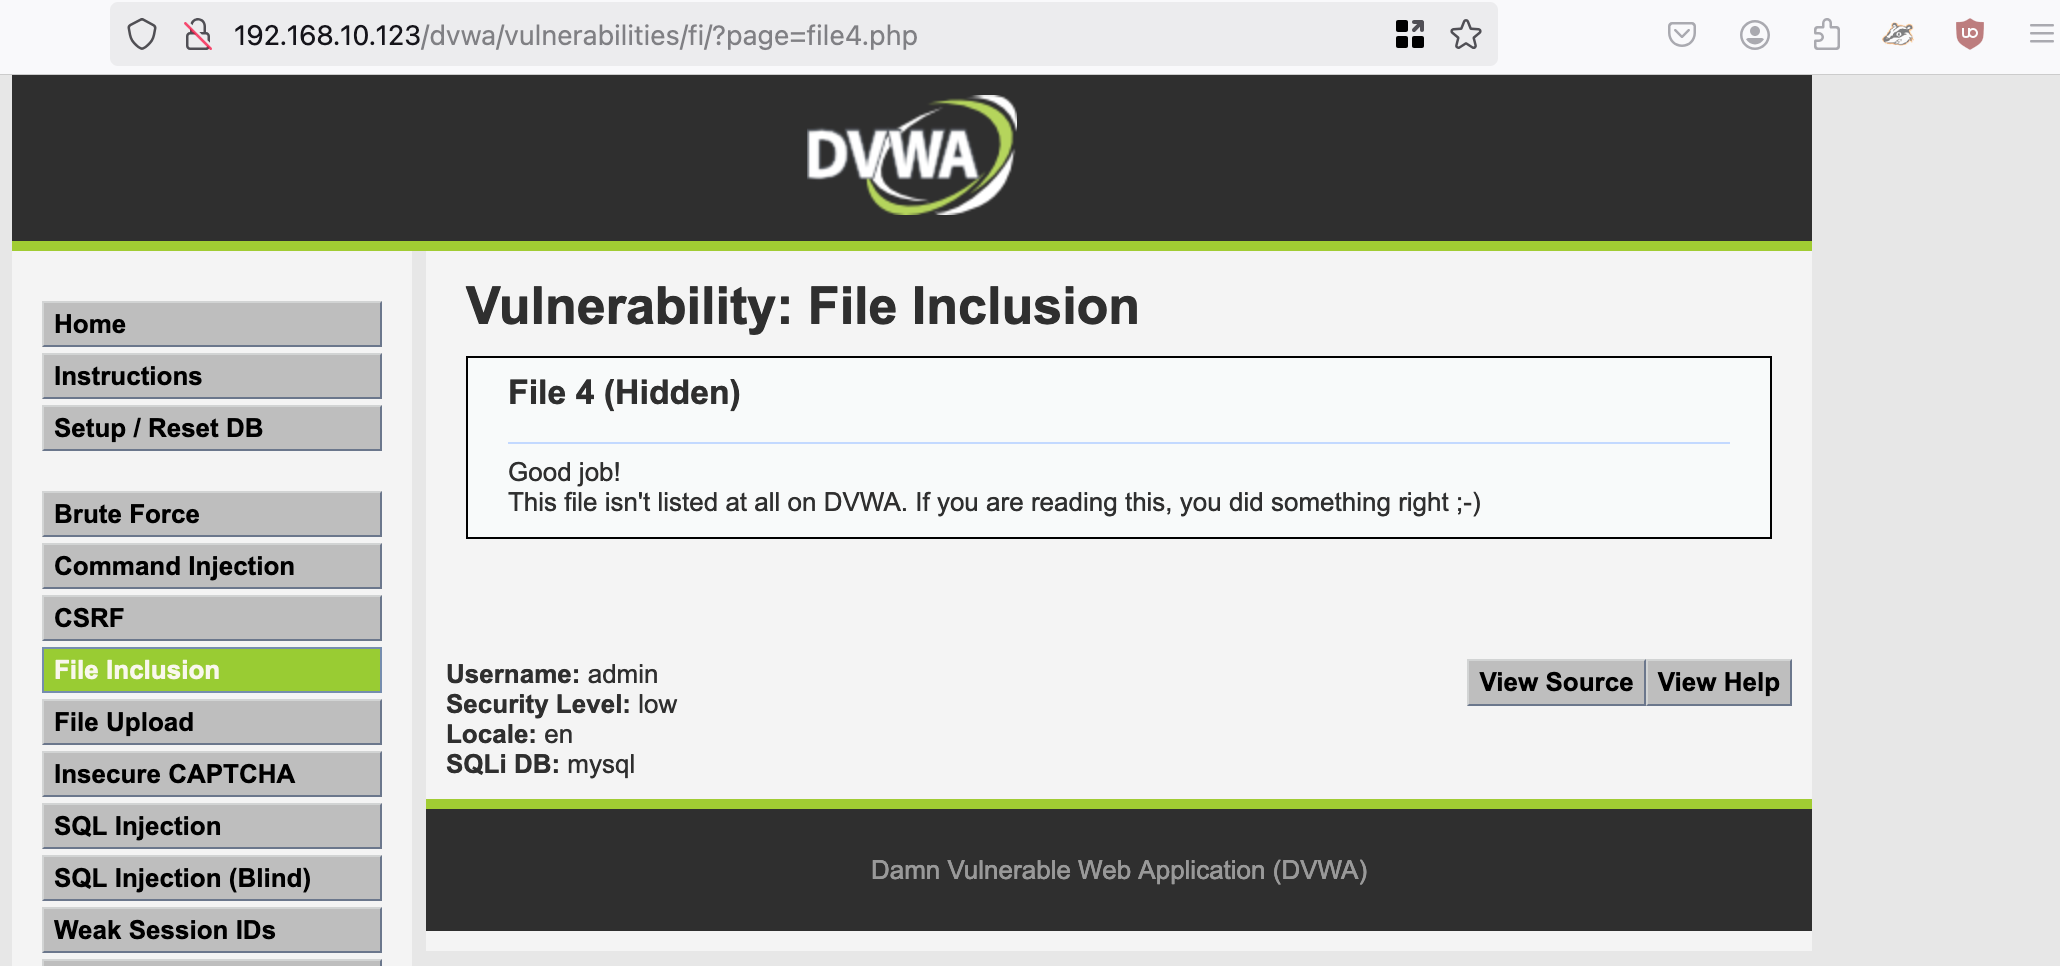 192.168.10.123/dvwa/vulnerabilities/fi/?page=file4.php
DVWA
Home
Instructions
Setup / Reset DB
Brute Force
Command Injection
CSRF
File Inclusion
File Upload
Insecure CAPTCHA
SQL Injection
SQL Injection (Blind)
Weak Session IDs
Vulnerability: File Inclusion
File 4 (Hidden)
Good job!
This file isn't listed at all on DVWA. If you are reading this, you did something right ;-)
Username: admin
Security Level: low
Locale: en
SQLi DB: mysql
View Source
View Help
Damn Vulnerable Web Application (DVWA)